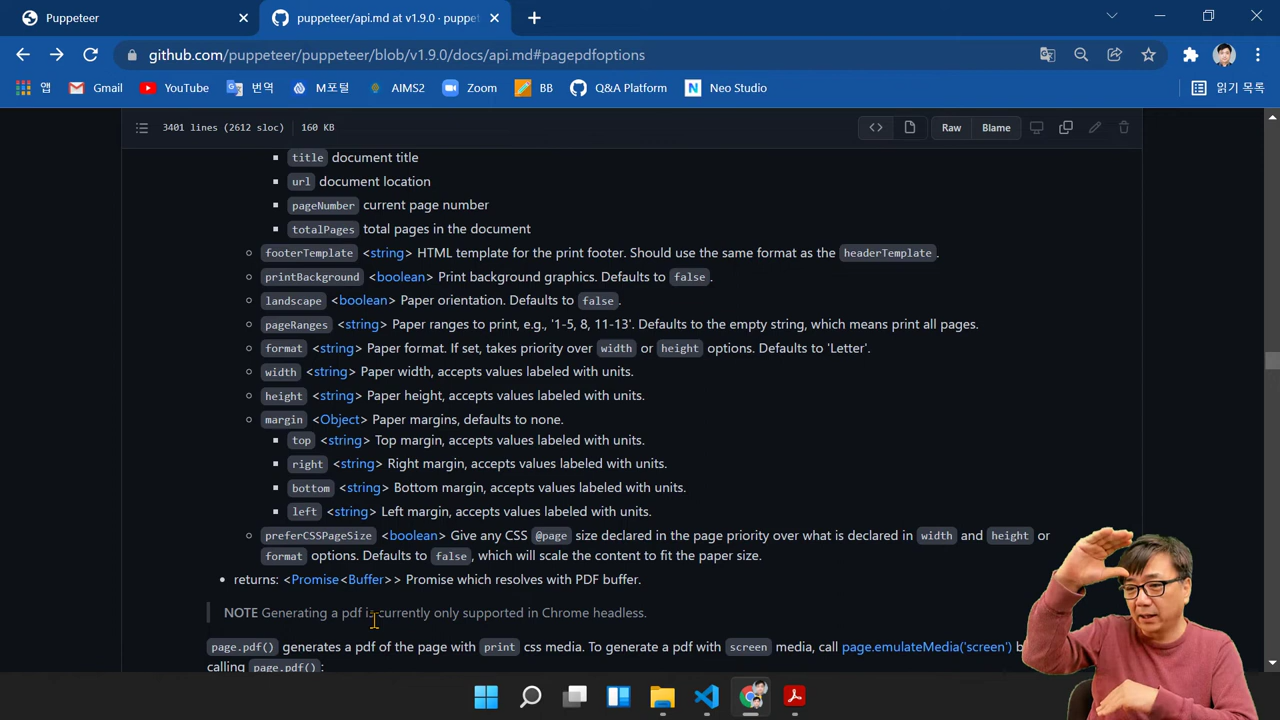 Puppeteer
puppeteer/api.md at v1.9.0 · puppet
github.com/puppeteer/puppeteer/blob/v1.9.0/docs/api.md#pagepdfoptions
앱 Gmail YouTube 번역 M포털 AIMS2 Zoom BB Q&A Platform N Neo Studio 읽기 목록
3401 lines (2612 sloc) 160 KB Raw Blame
title document title
url document location
pageNumber current page number
totalPages total pages in the document
footerTemplate <string> HTML template for the print footer. Should use the same format as the headerTemplate.
printBackground <boolean> Print background graphics. Defaults to false.
landscape <boolean> Paper orientation. Defaults to false.
pageRanges <string> Paper ranges to print, e.g., '1-5, 8, 11-13'. Defaults to the empty string, which means print all pages.
format <string> Paper format. If set, takes priority over width or height options. Defaults to 'Letter'.
width <string> Paper width, accepts values labeled with units.
height <string> Paper height, accepts values labeled with units.
margin <Object> Paper margins, defaults to none.
top <string> Top margin, accepts values labeled with units.
right <string> Right margin, accepts values labeled with units.
bottom <string> Bottom margin, accepts values labeled with units.
left <string> Left margin, accepts values labeled with units.
preferCSSPageSize <boolean> Give any CSS @page size declared in the page priority over what is declared in width and height or
format options. Defaults to false, which will scale the content to fit the paper size.
returns: <Promise<Buffer>> Promise which resolves with PDF buffer.
NOTE Generating a pdf is currently only supported in Chrome headless.
page.pdf() generates a pdf of the page with print css media. To generate a pdf with screen media, call page.emulateMedia('screen') b
calling page.pdf():